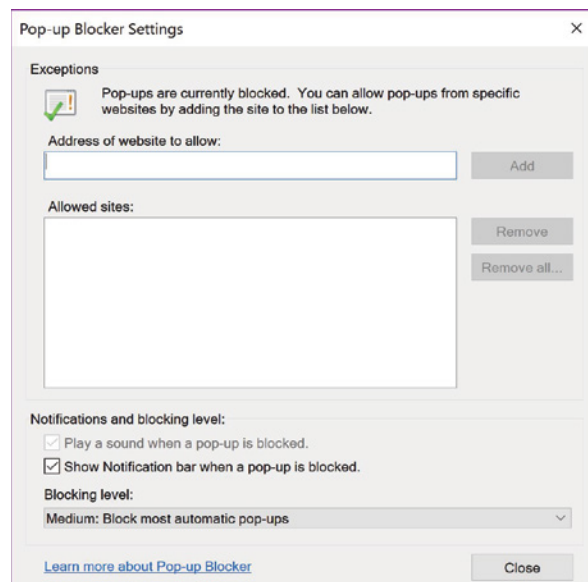 Pop-up Blocker Settings
Exceptions
Pop-ups are currently blocked. You can allow pop-ups from specific
websites by adding the site to the list below.
Address of website to allow:
Add
Allowed sites:
Remove
Remove all...
Notifications and blocking level:
Play a sound when a pop-up is blocked.
Show Notification bar when a pop-up is blocked.
Blocking level:
Medium: Block most automatic pop-ups
Learn more about Pop-up Blocker
Close